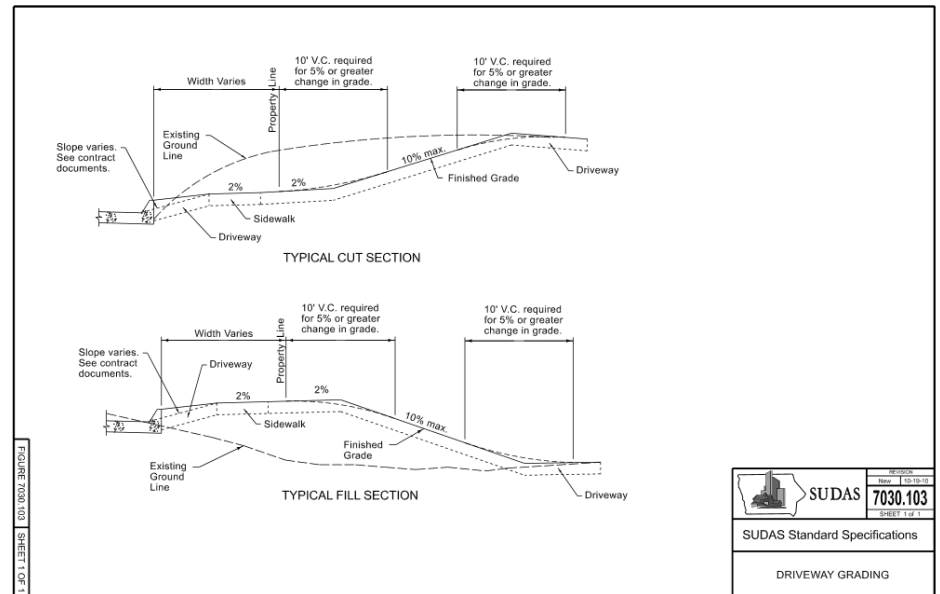 10' V.C. required
for 5% or greater
change in grade.
10' V.C. required
for 5% or greater
change in grade.
Width Varies
Property Line
Existing
Ground
Line
Slope varies.
See contract
documents.
2%
2%
10% max.
Finished Grade
Driveway
Sidewalk
Driveway
TYPICAL CUT SECTION
10' V.C. required
for 5% or greater
change in grade.
10' V.C. required
for 5% or greater
change in grade.
Width Varies
Property Line
Slope varies.
See contract
documents.
Driveway
2%
2%
10% max.
Sidewalk
Finished
Grade
Existing
Ground
Line
Driveway
TYPICAL FILL SECTION
FIGURE 7030.103 SHEET 1 OF 1
SUDAS
REVISION
New 10-19-10
7030.103
SHEET 1 of 1
SUDAS Standard Specifications
DRIVEWAY GRADING